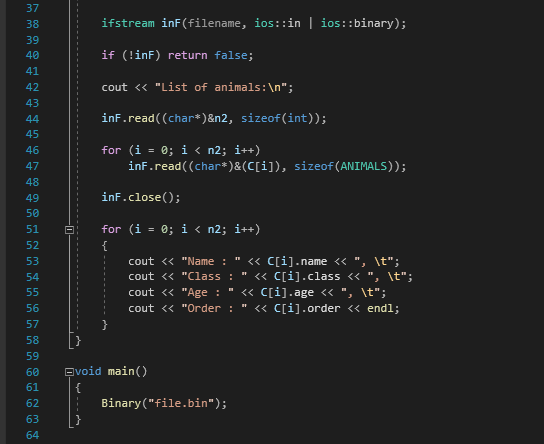 37
38 ifstream inF(filename, ios::in | ios::binary);
39
40 if (!inF) return false;
41
42 cout << "List of animals:\n";
43
44 inF.read((char*)&n2, sizeof(int));
45
46 for (i = 0; i < n2; i++)
47 inF.read((char*)&(C[i]), sizeof(ANIMALS));
48
49 inF.close();
50
51 for (i = 0; i < n2; i++)
52 {
53 cout << "Name : " << C[i].name << ", \t";
54 cout << "Class : " << C[i].class << ", \t";
55 cout << "Age : " << C[i].age << ", \t";
56 cout << "Order : " << C[i].order << endl;
57 }
58 }
59
60 void main()
61 {
62 Binary("file.bin");
63 }
64